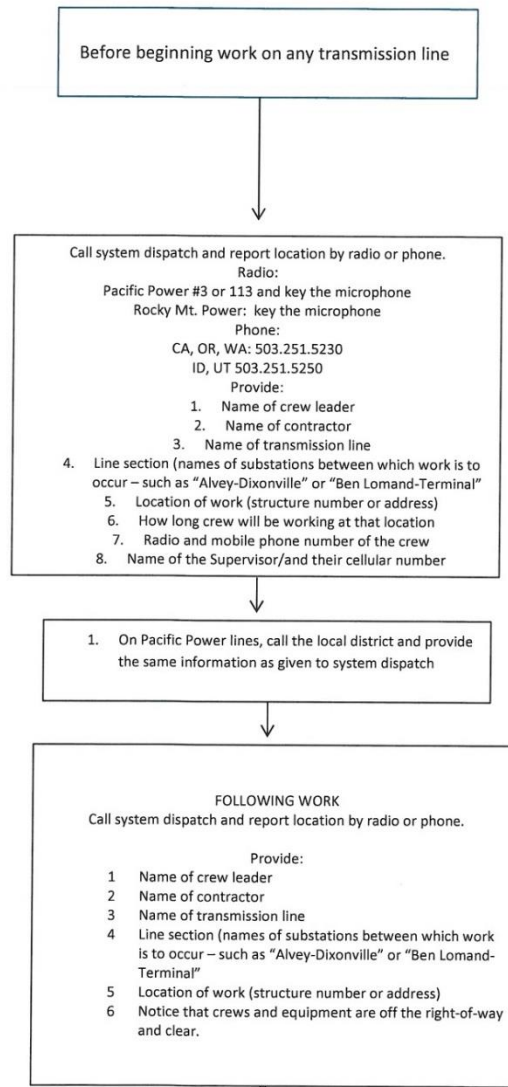 Before beginning work on any transmission line
Call system dispatch and report location by radio or phone.
Radio:
Pacific Power #3 or 113 and key the microphone
Rocky Mt. Power: key the microphone
Phone:
CA, OR, WA: 503.251.5230
ID, UT 503.251.5250
Provide:
1. Name of crew leader
2. Name of contractor
3. Name of transmission line
4. Line section (names of substations between which work is to
occur – such as “Alvey-Dixonville” or “Ben Lomand-Terminal”
5. Location of work (structure number or address)
6. How long crew will be working at that location
7. Radio and mobile phone number of the crew
8. Name of the Supervisor/and their cellular number
1. On Pacific Power lines, call the local district and provide
the same information as given to system dispatch
FOLLOWING WORK
Call system dispatch and report location by radio or phone.
Provide:
1 Name of crew leader
2 Name of contractor
3 Name of transmission line
4 Line section (names of substations between which work
is to occur – such as “Alvey-Dixonville” or “Ben Lomand-
Terminal”
5 Location of work (structure number or address)
6 Notice that crews and equipment are off the right-of-way
and clear.